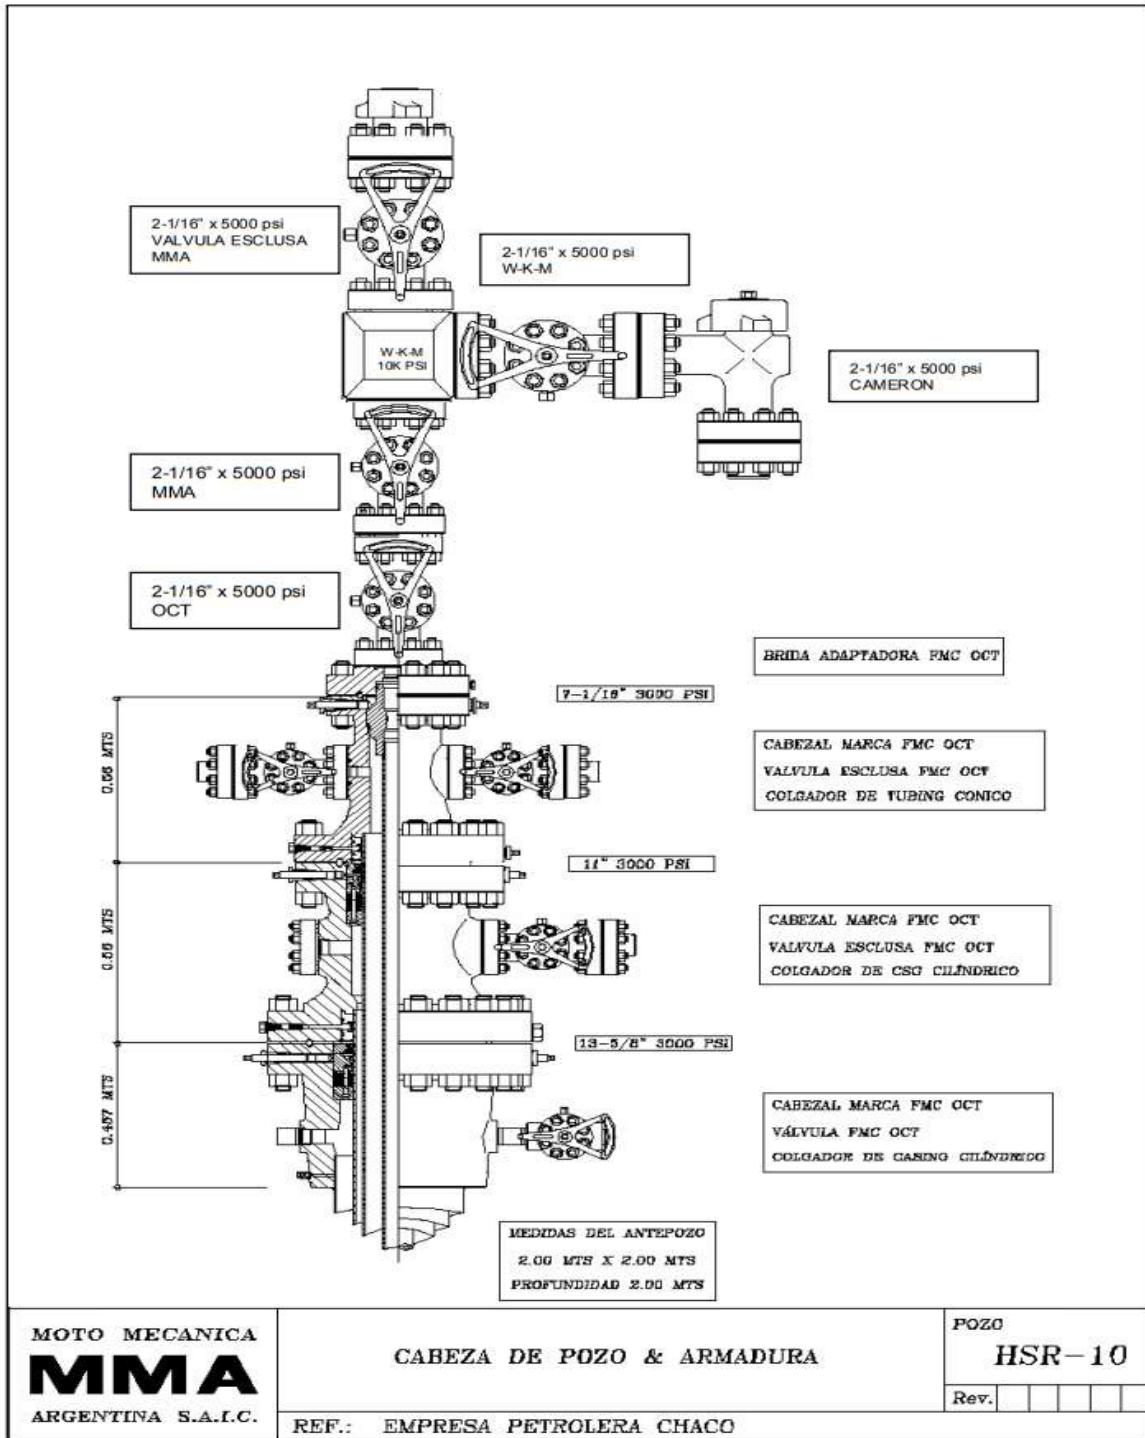 2-1/16" x 5000 psi
VALVULA ESCLUSA
MMA
2-1/16" x 5000 psi
W-K-M
W-K-M
10K PSI
2-1/16" x 5000 psi
CAMERON
2-1/16" x 5000 psi
MMA
2-1/16" x 5000 psi
OCT
BRIDA ADAPTADORA FMC OCT
7-1/16" 3000 PSI
CABEZAL MARCA FMC OCT
VALVULA ESCLUSA FMC OCT
COLGADOR DE TUBING CONICO
MTS
11" 3000 PSI
CABEZAL MARCA FMC OCT
VALVULA ESCLUSA FMC OCT
COLGADOR DE CSG CILÍNDRICO
MTS
13-5/8" 3000 PSI
CABEZAL MARCA FMC OCT
VÁLVULA FMC OCT
COLGADOR DE CASING CILÍNDRICO
0.457 MTS
MEDIDAS DEL ANTEPOZO
2.00 MTS X 2.00 MTS
PROFUNDIDAD 2.00 MTS
MOTO MECANICA
MMA
ARGENTINA S.A.I.C.
CABEZA DE POZO & ARMADURA
POZO
HSR-10
Rev.
REF.: EMPRESA PETROLERA CHACO